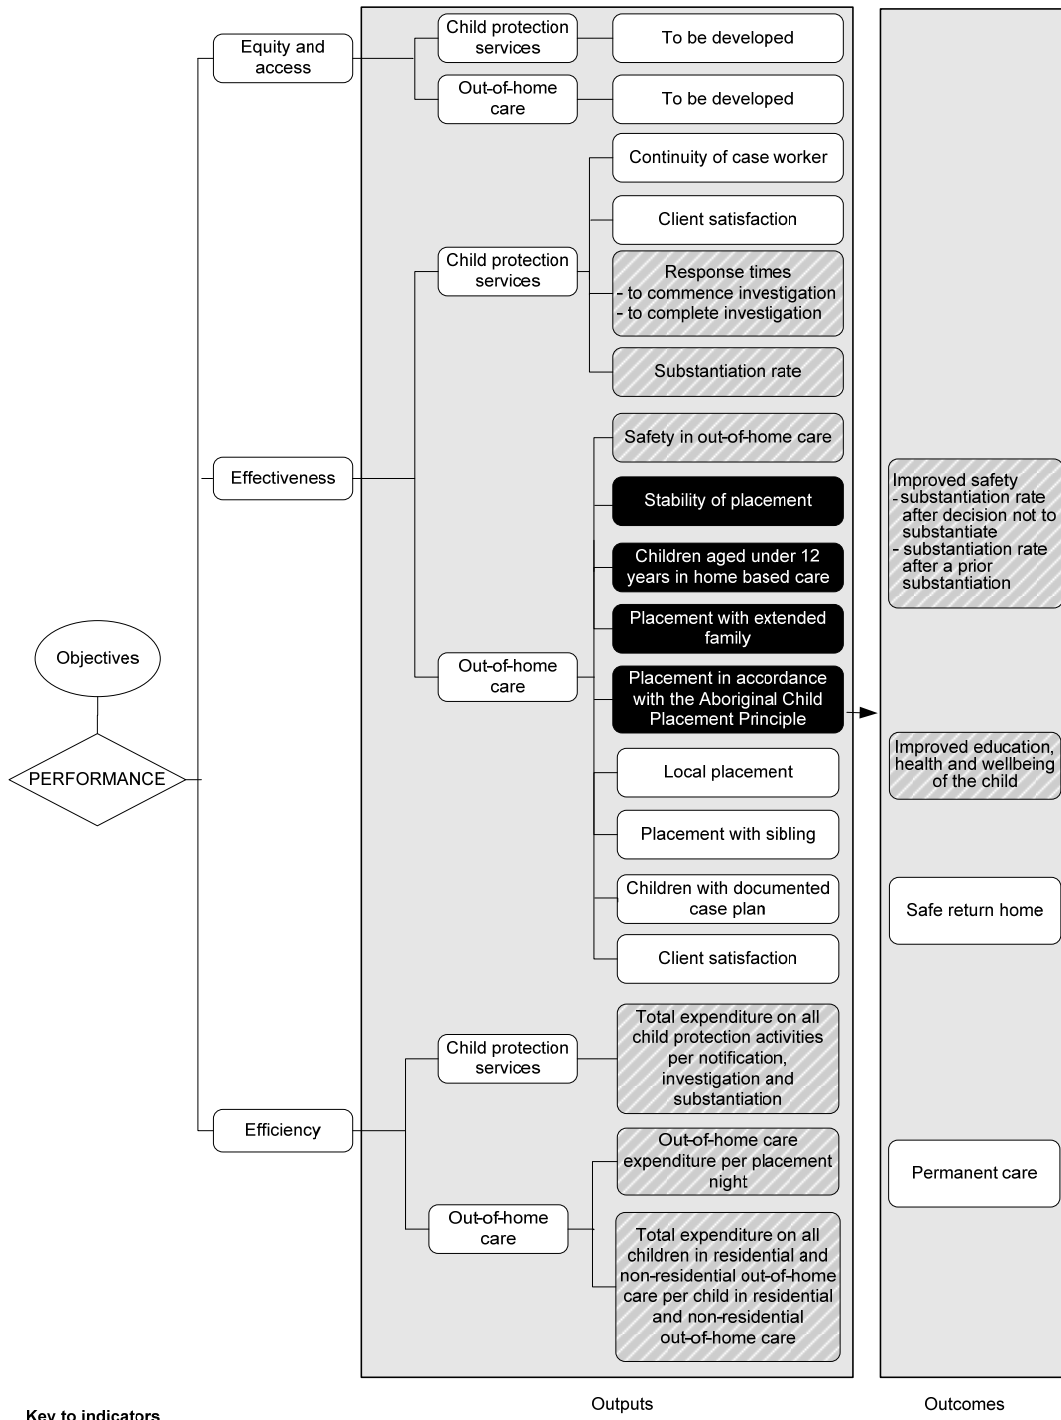 Objectives
PERFORMANCE
Equity and
access
Child protection
services
To be developed
Out-of-home
care
To be developed
Effectiveness
Child protection
services
Continuity of case worker
Client satisfaction
Response times
- to commence investigation
- to complete investigation
Substantiation rate
Out-of-home
care
Safety in out-of-home care
Stability of placement
Children aged under 12
years in home based care
Placement with extended
family
Placement in accordance
with the Aboriginal Child
Placement Principle
Local placement
Placement with sibling
Children with documented
case plan
Client satisfaction
Efficiency
Child protection
services
Total expenditure on all
child protection activities
per notification,
investigation and
substantiation
Out-of-home
care
Out-of-home care
expenditure per placement
night
Total expenditure on all
children in residential and
non-residential out-of-home
care per child in residential
and non-residential
out-of-home care
Improved safety
- substantiation rate
after decision not to
substantiate
- substantiation rate
after a prior
substantiation
Improved education,
health and wellbeing
of the child
Safe return home
Permanent care
Outputs
Outcomes
Key to indicators